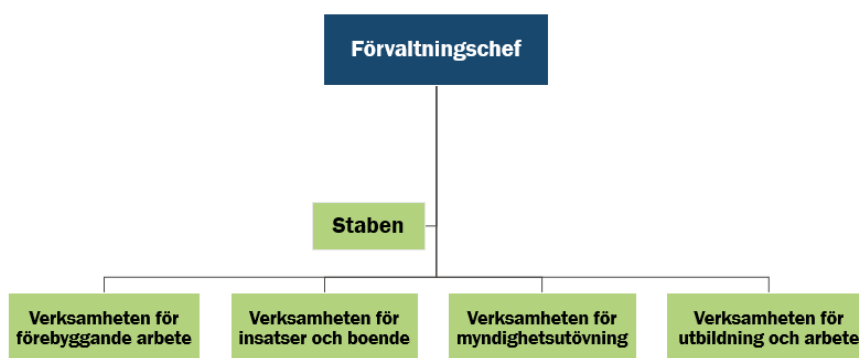 Förvaltningschef
Staben
Verksamheten för
förebyggande arbete
Verksamheten för
insatser och boende
Verksamheten för
myndighetsutövning
Verksamheten för
utbildning och arbete